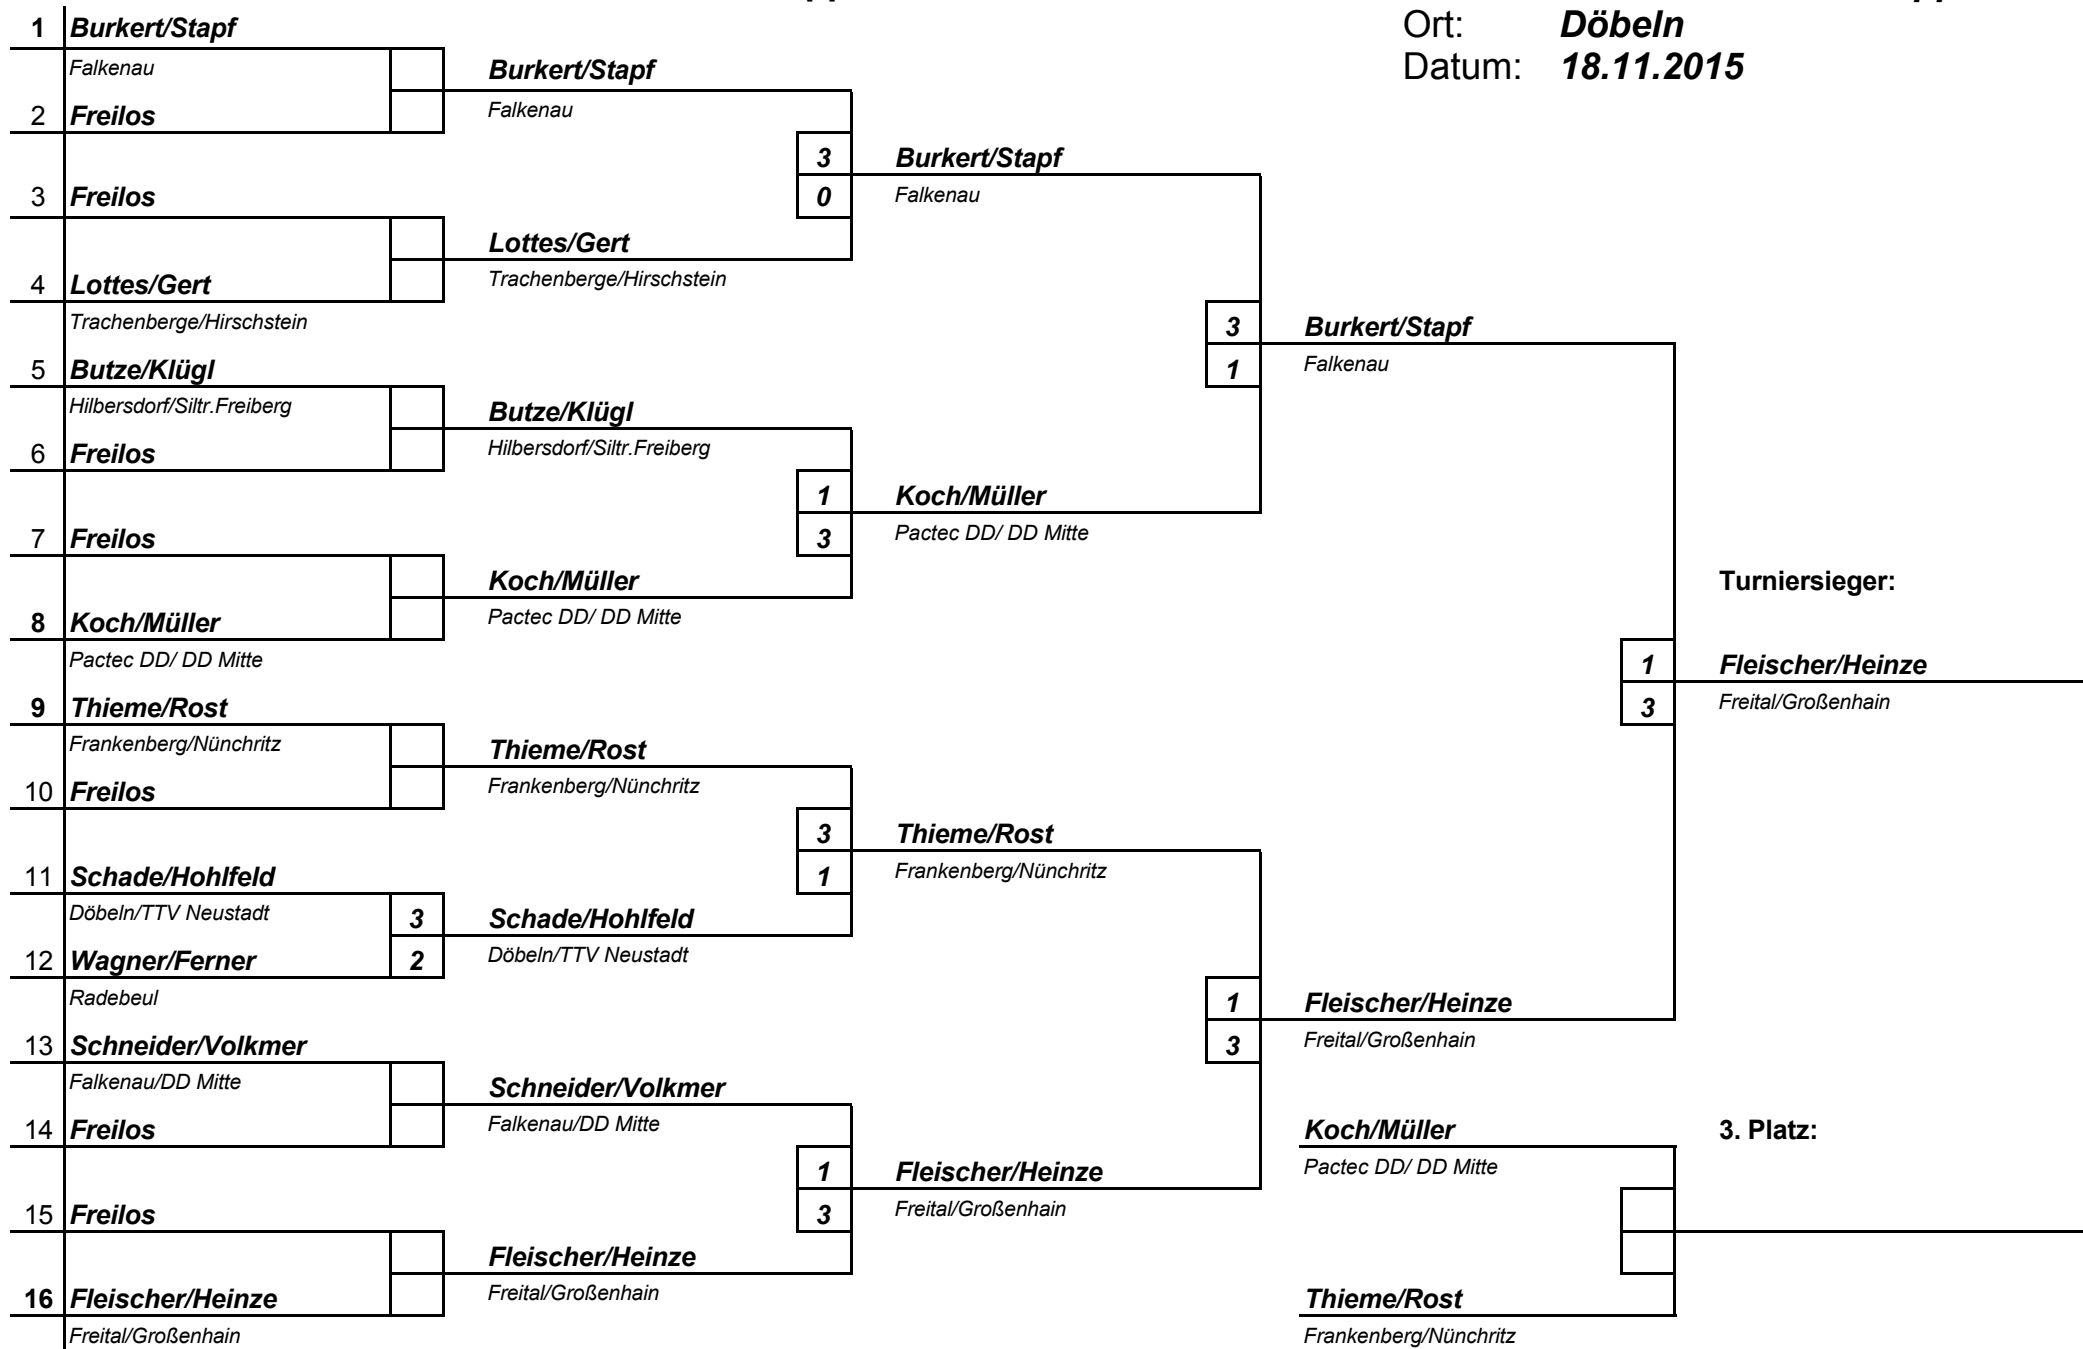 Ort: Döbeln
Datum: 18.11.2015
1 Burkert/Stapf
Falkenau
2 Freilos
3 Freilos
4 Lottes/Gert
Trachenberge/Hirschstein
5 Butze/Klügl
Hilbersdorf/Siltr.Freiberg
6 Freilos
7 Freilos
8 Koch/Müller
Pactec DD/ DD Mitte
9 Thieme/Rost
Frankenberg/Nünchritz
10 Freilos
11 Schade/Hohlfeld
Döbeln/TTV Neustadt 3
12 Wagner/Ferner 2
Radebeul
13 Schneider/Volkmer
Falkenau/DD Mitte
14 Freilos
15 Freilos
16 Fleischer/Heinze
Freital/Großenhain
Burkert/Stapf
Falkenau
3
0
Lottes/Gert
Trachenberge/Hirschstein
Butze/Klügl
Hilbersdorf/Siltr.Freiberg
1
3
Koch/Müller
Pactec DD/ DD Mitte
Thieme/Rost
Frankenberg/Nünchritz
3
1
Schade/Hohlfeld
Döbeln/TTV Neustadt
Schneider/Volkmer
Falkenau/DD Mitte
1
3
Fleischer/Heinze
Freital/Großenhain
Burkert/Stapf
Falkenau
3
1
Koch/Müller
Pactec DD/ DD Mitte
Thieme/Rost
Frankenberg/Nünchritz
1
3
Fleischer/Heinze
Freital/Großenhain
Burkert/Stapf
Falkenau
1
3
Fleischer/Heinze
Freital/Großenhain
Turniersieger:
Fleischer/Heinze
Freital/Großenhain
Koch/Müller
Pactec DD/ DD Mitte
3. Platz:
Thieme/Rost
Frankenberg/Nünchritz